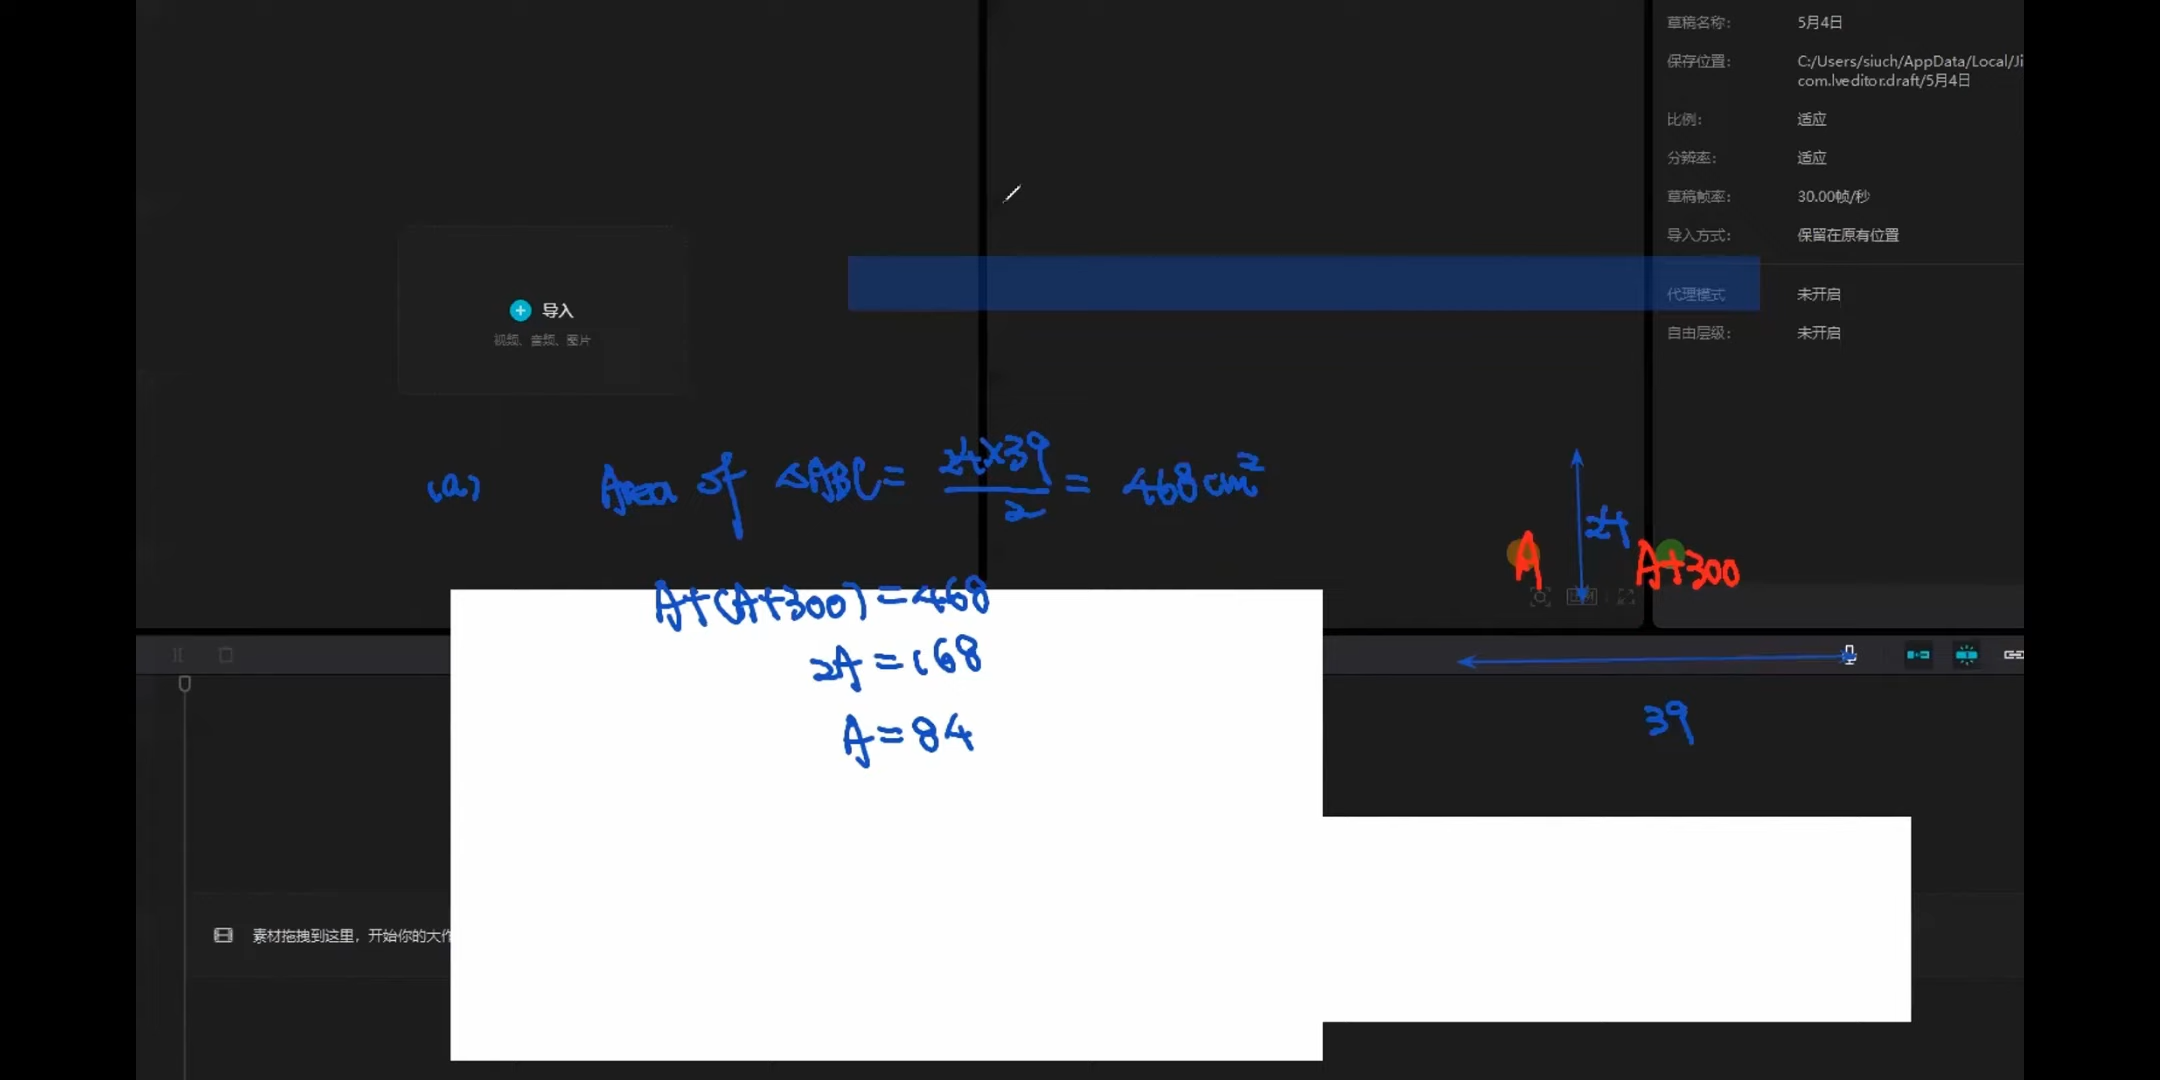 草稿名称： 5月4日
保存位置： C:/Users/siuch/AppData/Local/Ji
com.lveditor.draft/5月4日
比例： 适应
分辨率： 适应
草稿帧率： 30.00帧/秒
导入方式： 保留在原有位置
代理模式 未开启
自由层级： 未开启
导入
视频、音频、图片
(a) Area of △ABC = 24×39/2 = 468cm²
24
A A+300
A+(A+300)=468
2A=168
A=84
39
素材拖拽到这里，开始你的大作